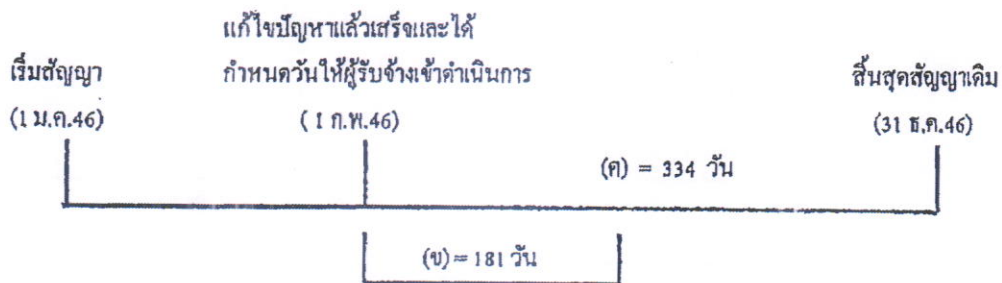 แก้ไขปัญหาแล้วเสร็จและได้
เริ่มสัญญา กำหนดวันให้ผู้รับจ้างเข้าดำเนินการ สิ้นสุดสัญญาเดิม
(1 ม.ค.46) ( 1 ก.พ.46) (31 ธ.ค.46)
(ค) = 334 วัน
(ข) = 181 วัน